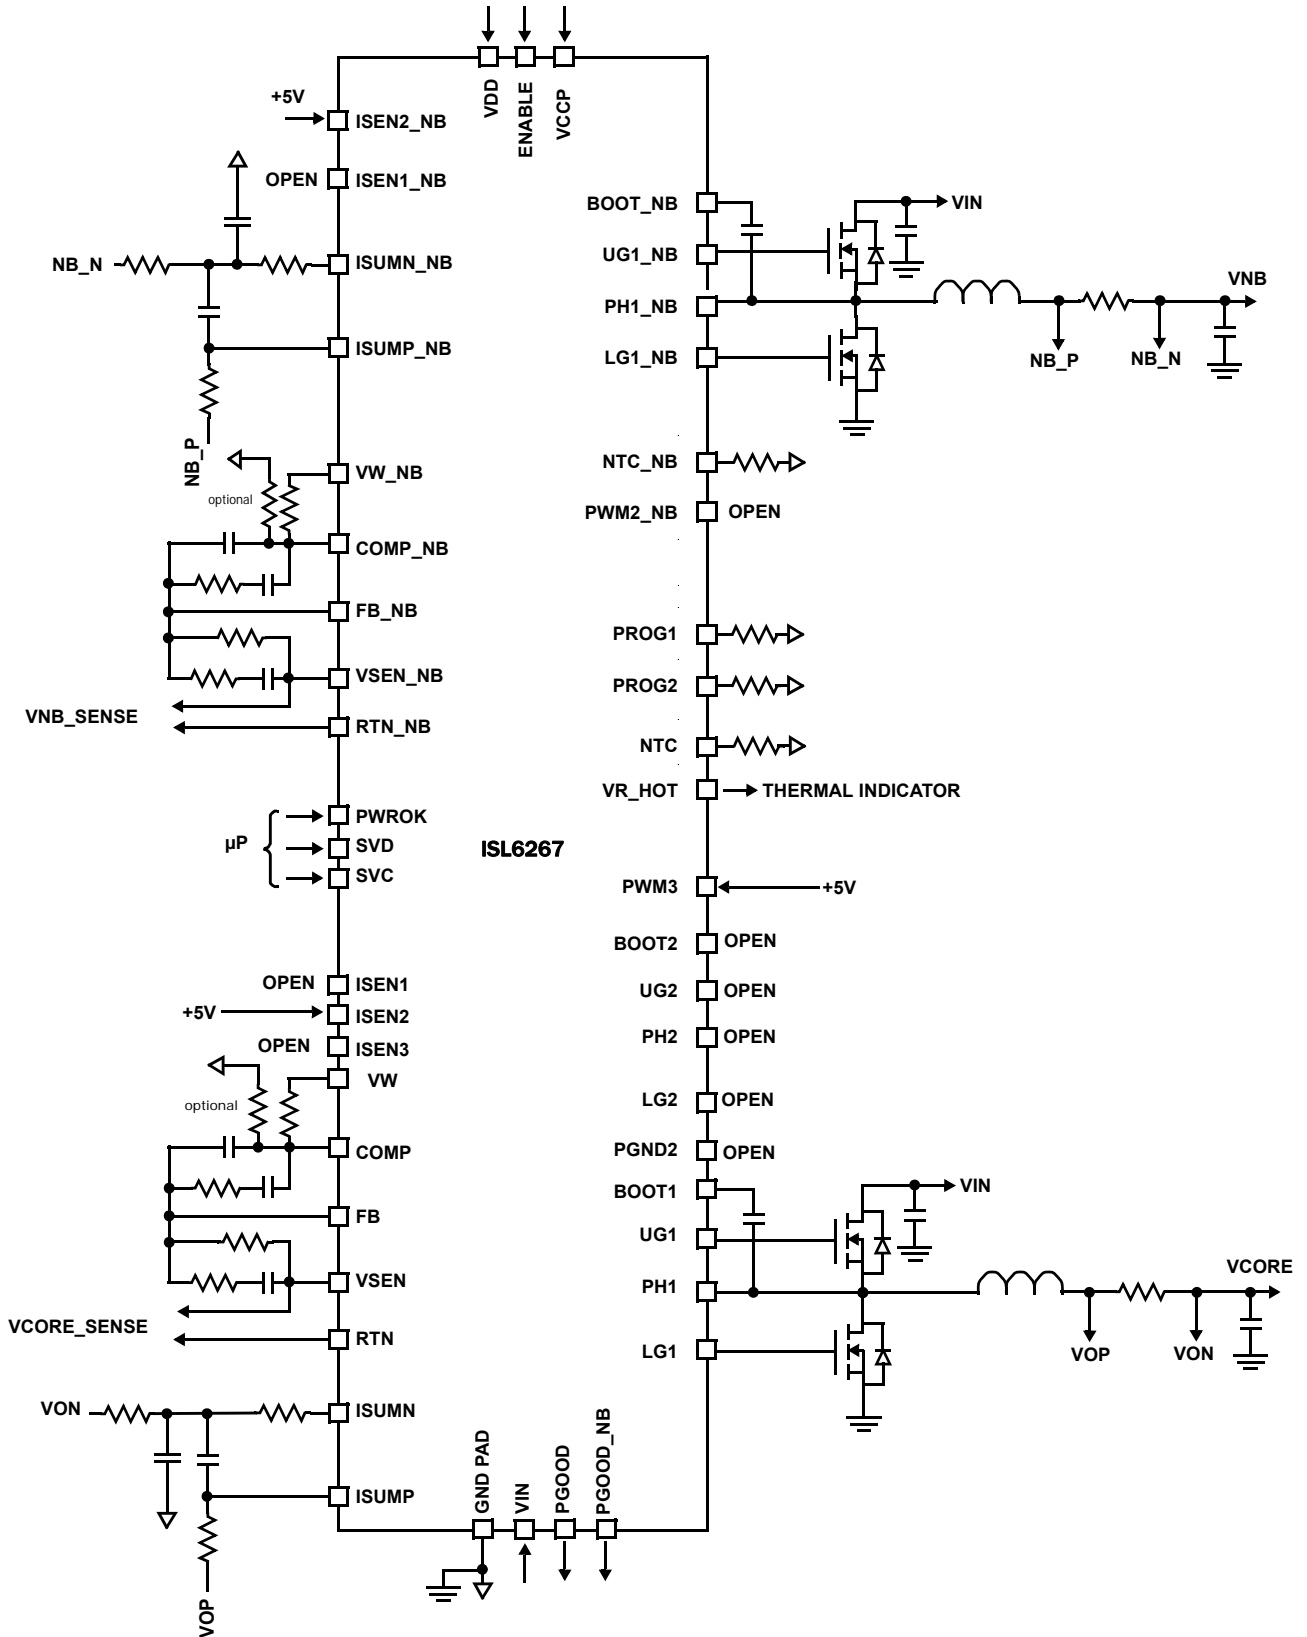 VDD
ENABLE
VCCP
+5V
ISEN2_NB
OPEN
ISEN1_NB
NB_N
ISUMN_NB
ISUMP_NB
NB_P
VW_NB
optional
COMP_NB
FB_NB
VSEN_NB
VNB_SENSE
RTN_NB
µP
PWROK
SVD
SVC
ISL6267
OPEN
ISEN1
+5V
ISEN2
OPEN
ISEN3
VW
optional
COMP
FB
VSEN
VCORE_SENSE
RTN
VON
ISUMN
ISUMP
VOP
BOOT_NB
VIN
UG1_NB
PH1_NB
VNB
LG1_NB
NB_P
NB_N
NTC_NB
PWM2_NB
OPEN
PROG1
PROG2
NTC
VR_HOT
THERMAL INDICATOR
PWM3
+5V
BOOT2
OPEN
UG2
OPEN
PH2
OPEN
LG2
OPEN
PGND2
OPEN
BOOT1
VIN
UG1
PH1
VCORE
LG1
VOP
VON
GND PAD
VIN
PGOOD
PGOOD_NB